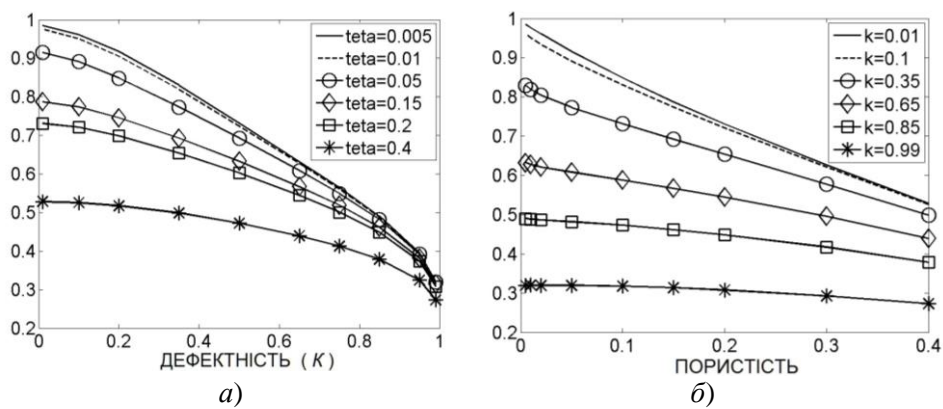 1
0.9
0.8
0.7
0.6
0.5
0.4
0.3
0.2
0
0.2
0.4
0.6
0.8
1
teta=0.005
teta=0.01
teta=0.05
teta=0.15
teta=0.2
teta=0.4
ДЕФЕКТНІСТЬ ( К )
а)
1
0.9
0.8
0.7
0.6
0.5
0.4
0.3
0.2
0
0.1
0.2
0.3
0.4
k=0.01
k=0.1
k=0.35
k=0.65
k=0.85
k=0.99
ПОРИСТІСТЬ
б)